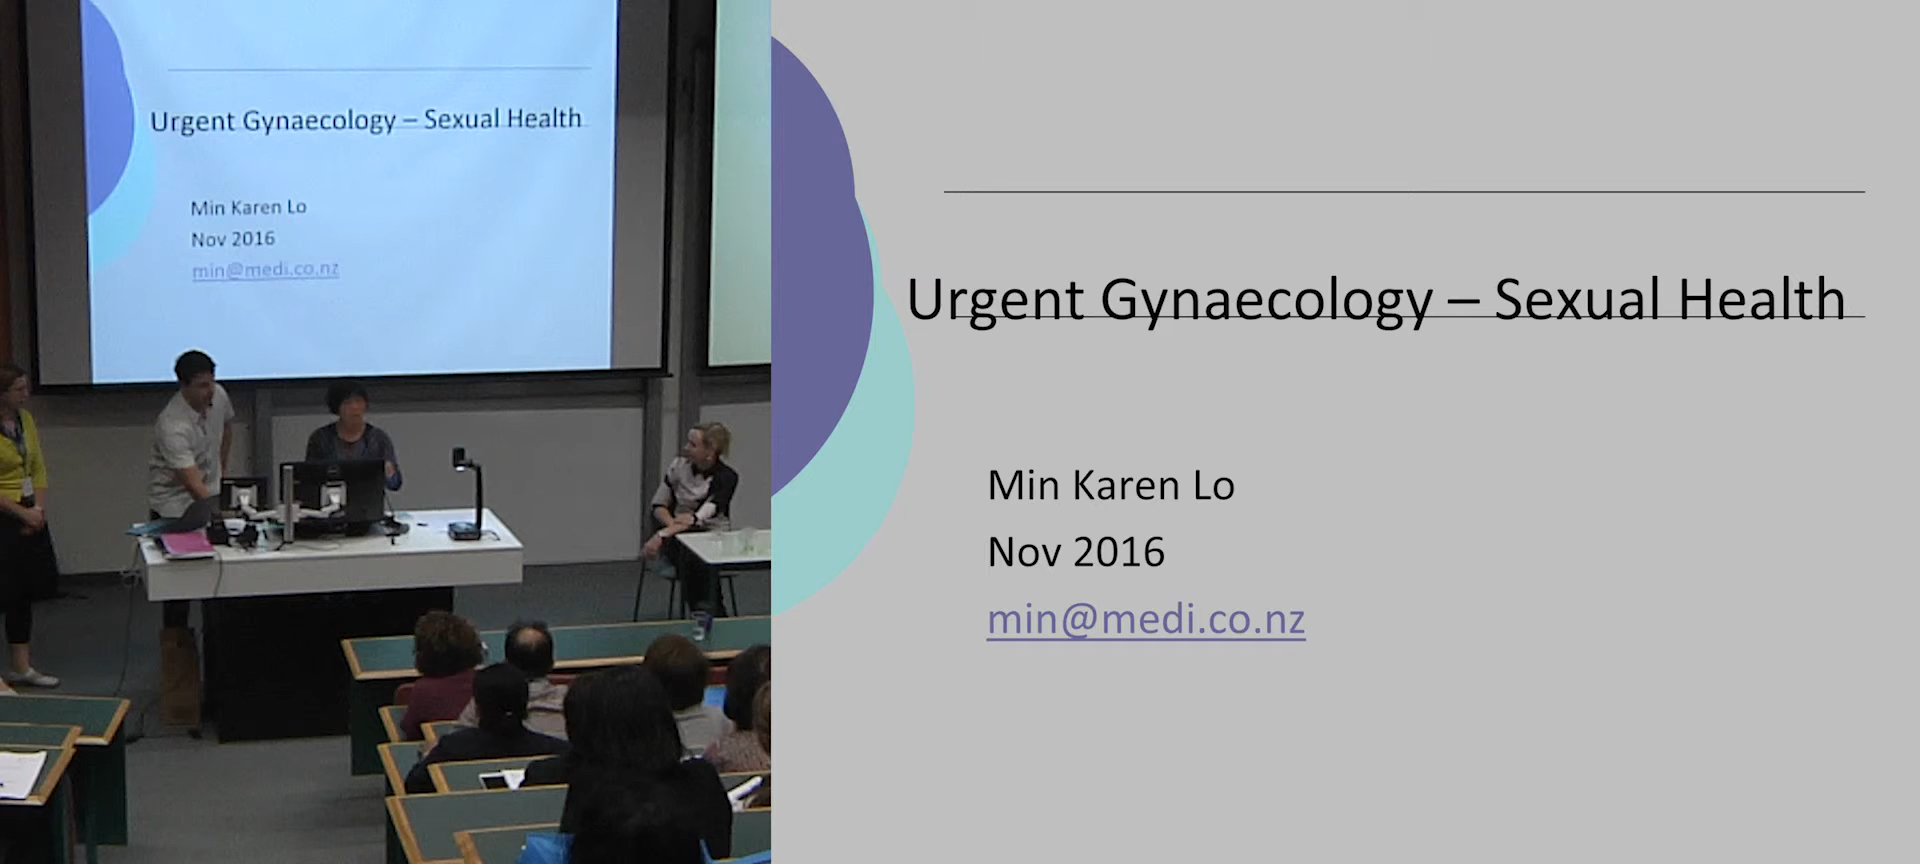 Urgent Gynaecology – Sexual Health
Min Karen Lo
Nov 2016
min@medi.co.nz
Urgent Gynaecology – Sexual Health
Min Karen Lo
Nov 2016
min@medi.co.nz